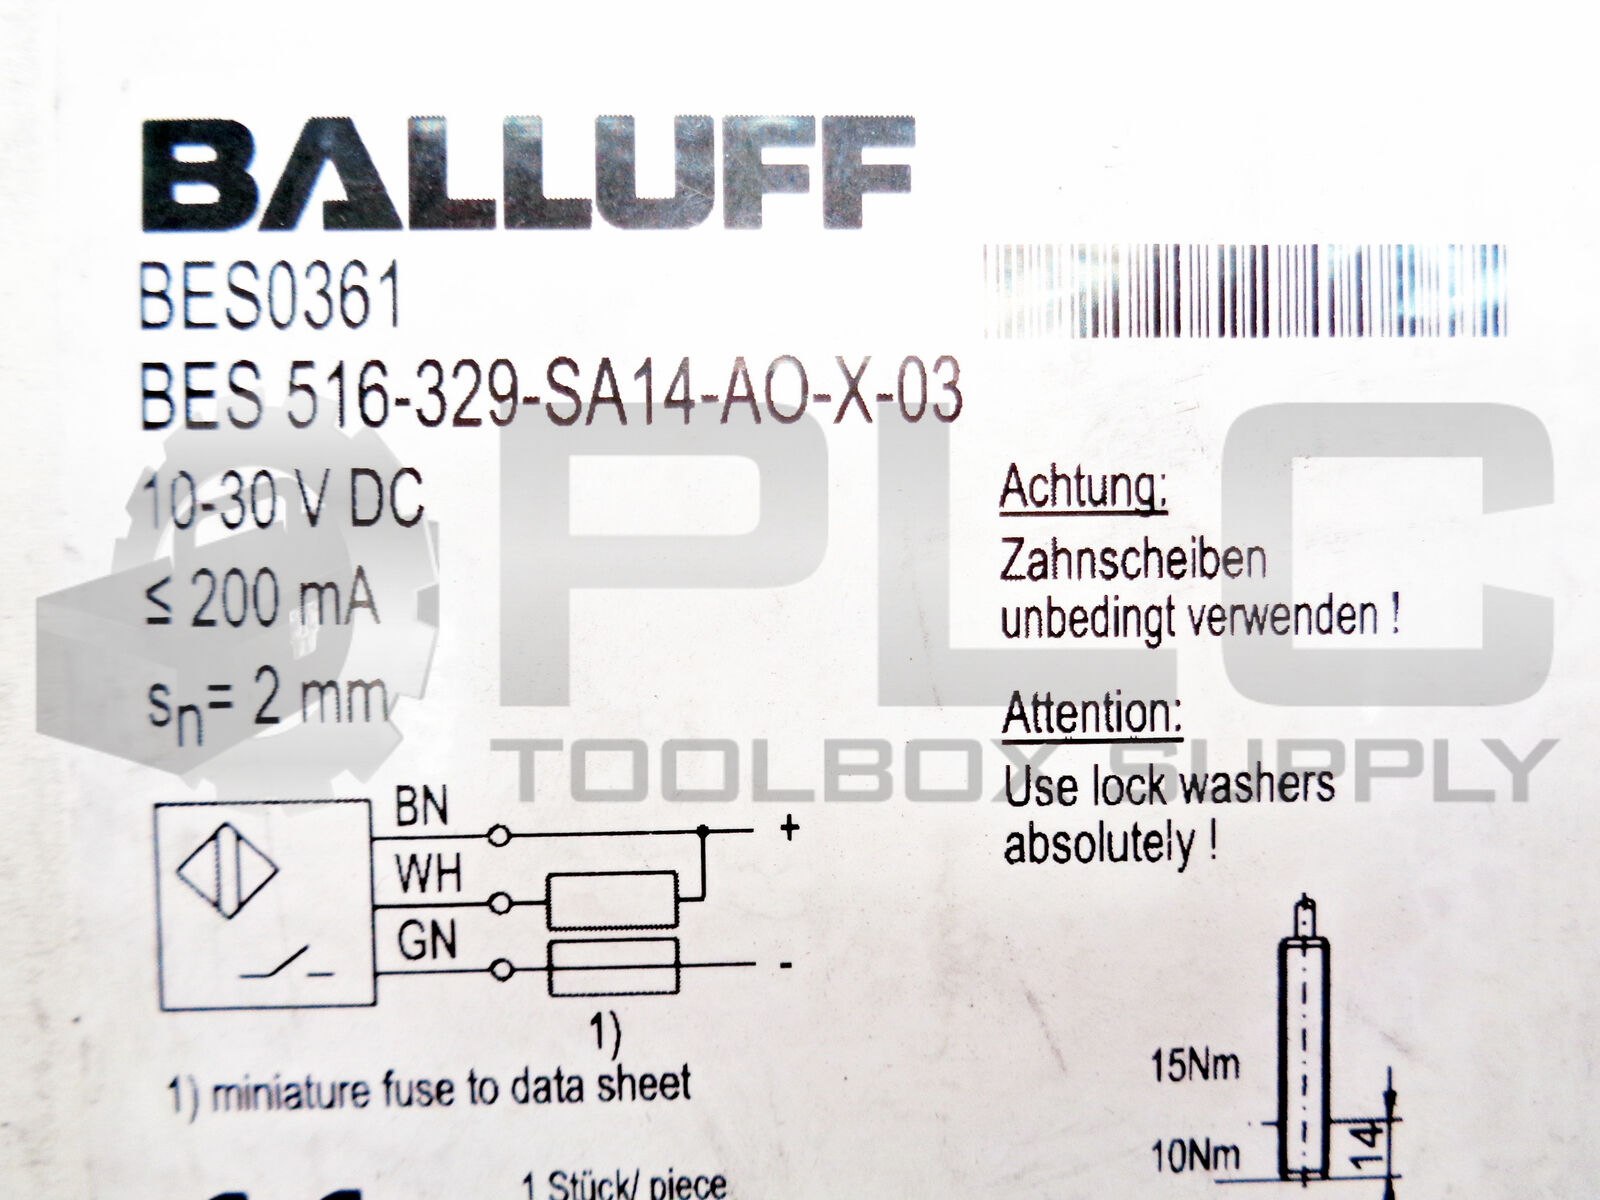 BALLUFF
BES0361
BES 516-329-SA14-AO-X-03
10-30 V DC
≤ 200 mA
sn= 2 mm
Achtung:
Zahnscheiben
unbedingt verwenden !
Attention:
Use lock washers
absolutely !
PLC
TOOLBOX SUPPLY
BN
+
WH
GN
-
1)
1) miniature fuse to data sheet
15Nm
10Nm
14
1 Stück/ piece